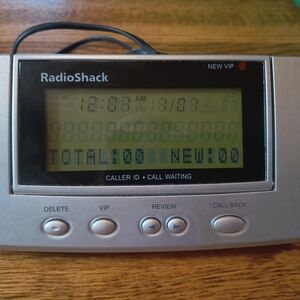 RadioShack
NEW VIP
12:01 AM 1/01
TOTAL:00 NEW:00
CALLER ID • CALL WAITING
DELETE VIP REVIEW CALL BACK